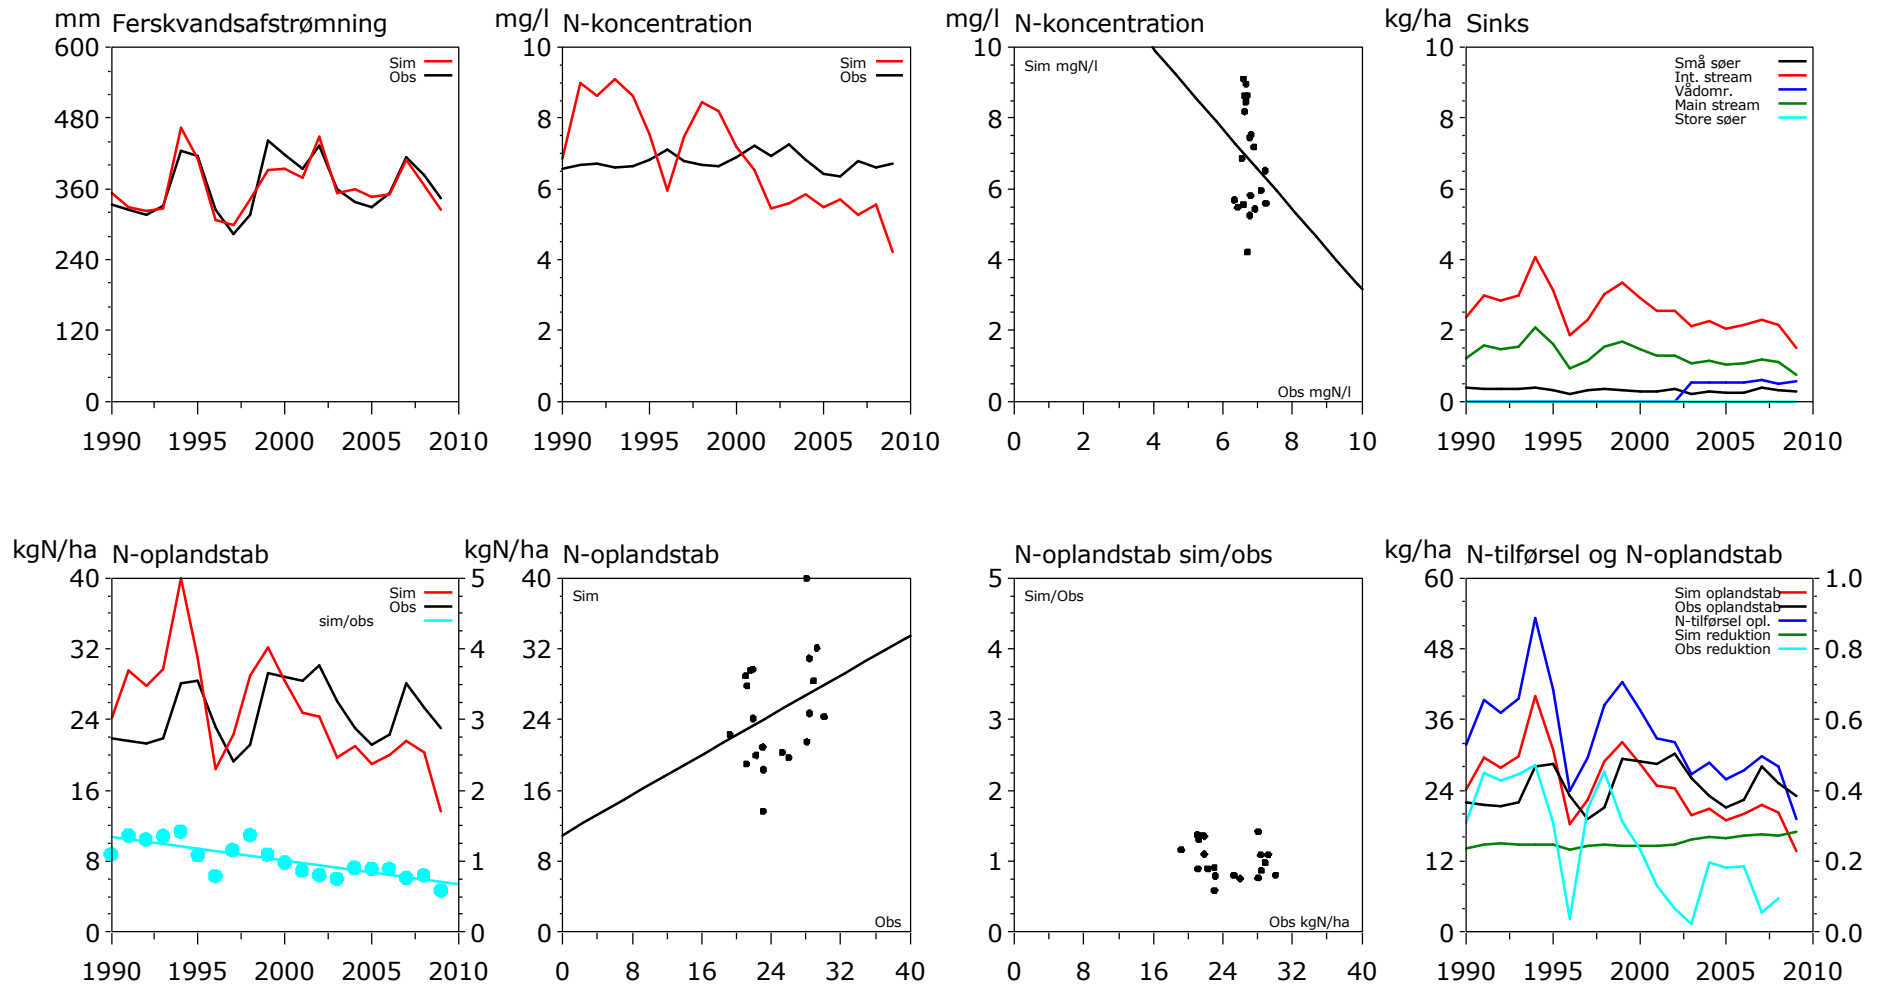 mm Ferskvandsafstrømning
600
480
360
240
120
0
1990 1995 2000 2005 2010
Sim
Obs
mg/l N-koncentration
10
8
6
4
2
0
1990 1995 2000 2005 2010
Sim
Obs
mg/l N-koncentration
10
8
6
4
2
0
0 2 4 6 8 10
Sim mgN/l
Obs mgN/l
kg/ha Sinks
10
8
6
4
2
0
1990 1995 2000 2005 2010
Små søer
Int. stream
Vådomr.
Main stream
Store søer
kgN/ha N-oplandstab
40
32
24
16
8
0
1990 1995 2000 2005 2010
Sim
Obs
sim/obs
5
4
3
2
1
0
kgN/ha N-oplandstab
40
32
24
16
8
0
0 8 16 24 32 40
Sim
Obs
N-oplandstab sim/obs
5
4
3
2
1
0
0 8 16 24 32 40
Sim/Obs
Obs kgN/ha
kg/ha N-tilførsel og N-oplandstab
60
48
36
24
12
0
1990 1995 2000 2005 2010
Sim oplandstab
Obs oplandstab
N-tilførsel opl.
Sim reduktion
Obs reduktion
1.0
0.8
0.6
0.4
0.2
0.0